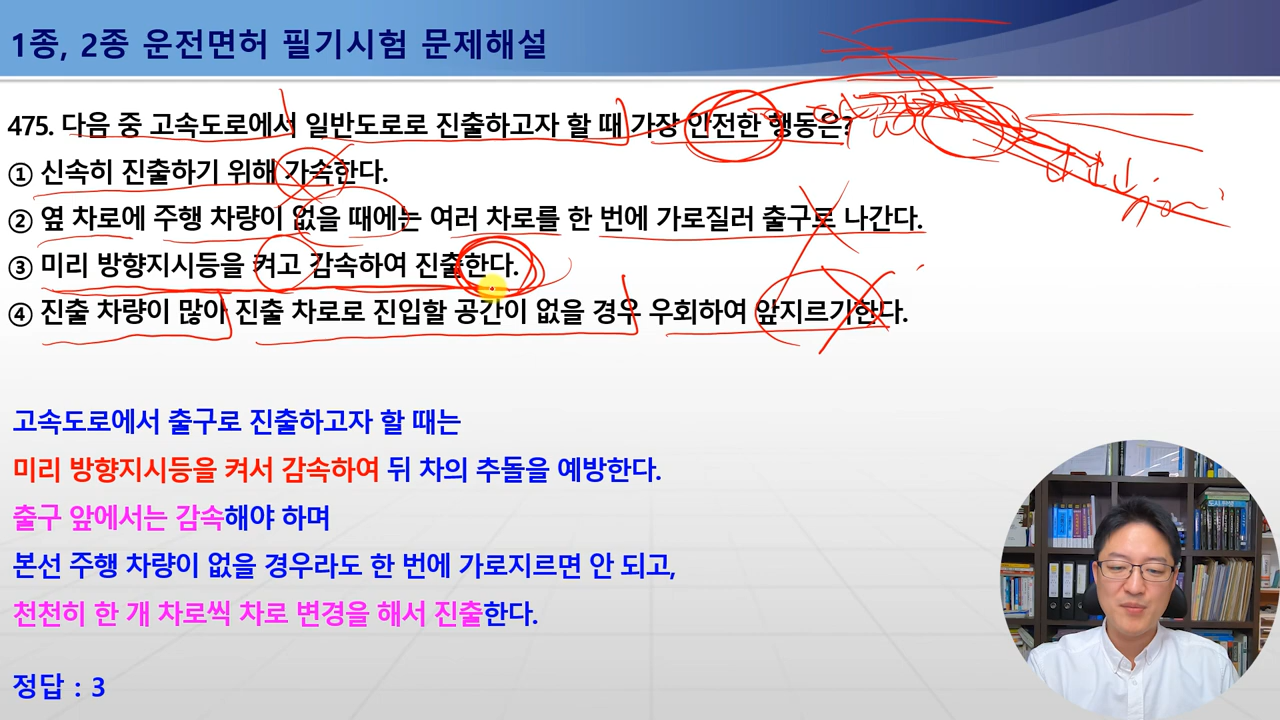 1종, 2종 운전면허 필기시험 문제해설
475. 다음 중 고속도로에서 일반도로로 진출하고자 할 때 가장 안전한 행동은?
① 신속히 진출하기 위해 가속한다.
② 옆 차로에 주행 차량이 없을 때에는 여러 차로를 한 번에 가로질러 출구로 나간다.
③ 미리 방향지시등을 켜고 감속하여 진출한다.
④ 진출 차량이 많아 진출 차로로 진입할 공간이 없을 경우 우회하여 앞지르기한다.
고속도로에서 출구로 진출하고자 할 때는
미리 방향지시등을 켜서 감속하여 뒤 차의 추돌을 예방한다.
출구 앞에서는 감속해야 하며
본선 주행 차량이 없을 경우라도 한 번에 가로지르면 안 되고,
천천히 한 개 차로씩 차로 변경을 해서 진출한다.
정답 : 3